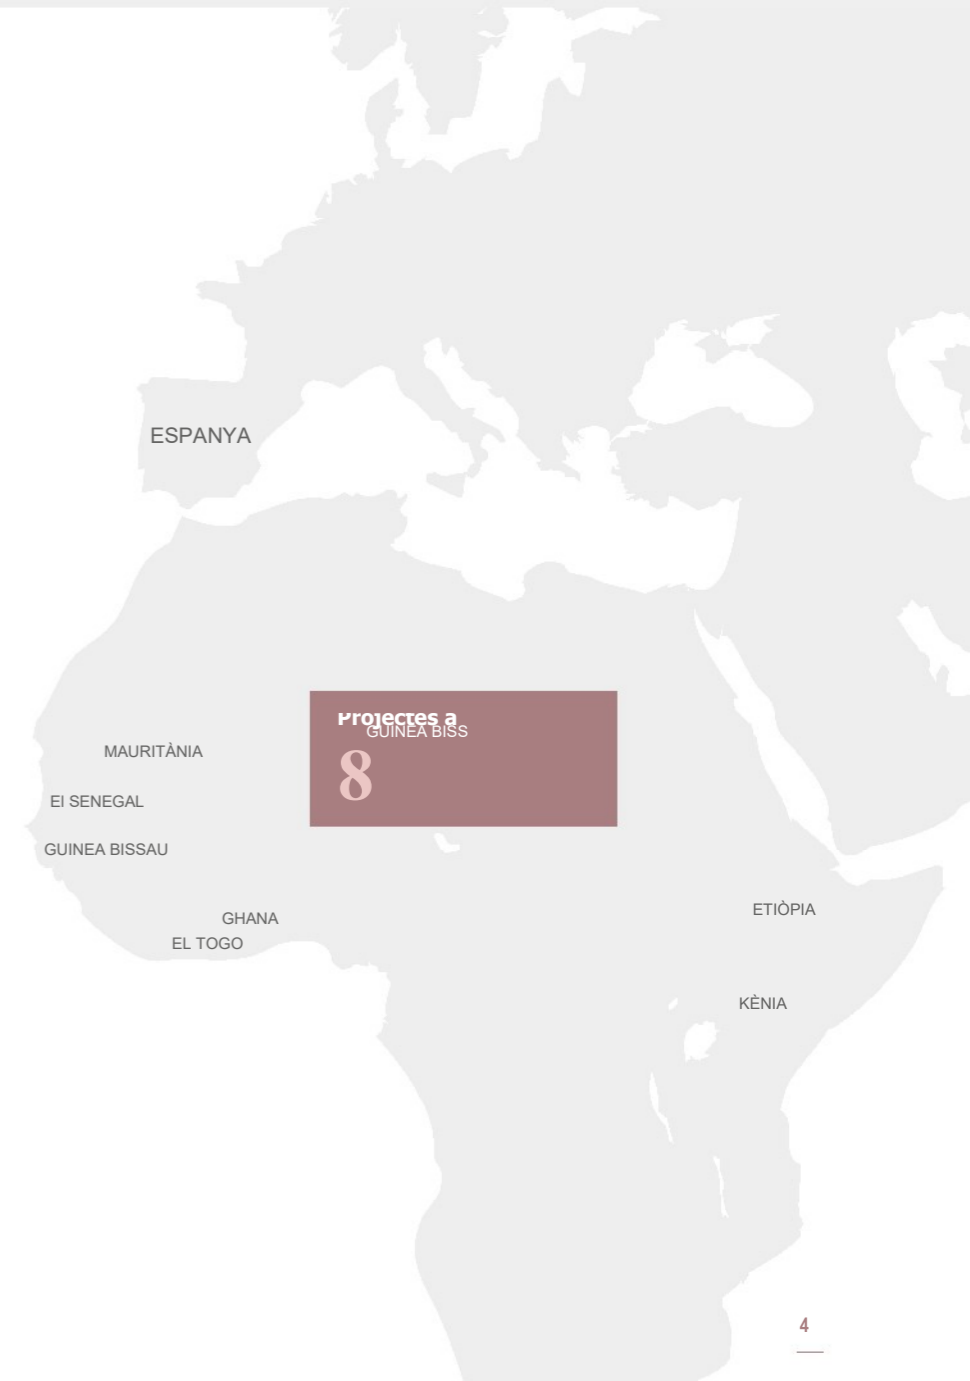 ESPANYA
Projectes a
GUINEA BISS
8
MAURITÀNIA
El SENEGAL
GUINEA BISSAU
GHANA
EL TOGO
ETIÒPIA
KÈNIA
4